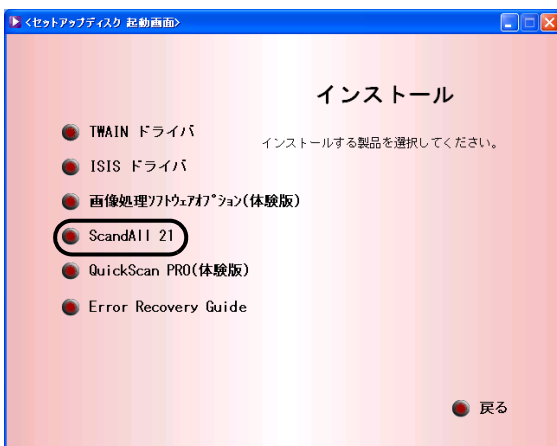 <セットアップディスク 起動画面>
インストール
インストールする製品を選択してください。
TWAIN ドライバ
ISIS ドライバ
画像処理ｿﾌﾄｳｪｱｵﾌﾟｼｮﾝ(体験版)
ScandAll 21
QuickScan PRO(体験版)
Error Recovery Guide
戻る